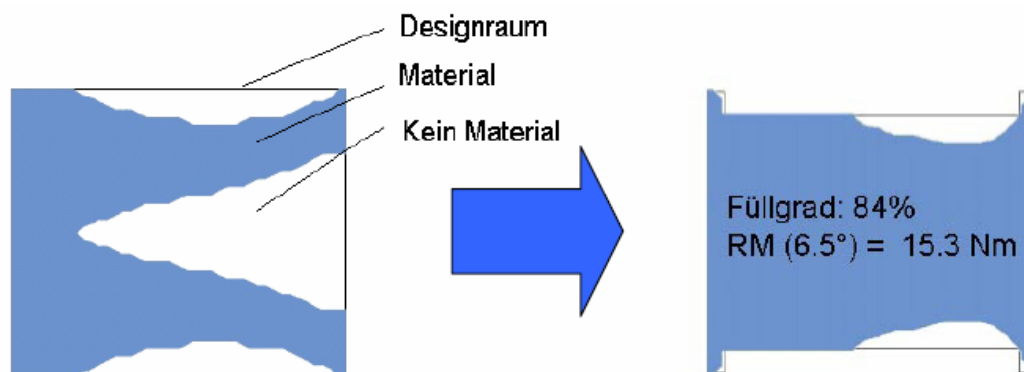 Designraum
Material
Kein Material
Füllgrad: 84%
RM (6.5°) = 15.3 Nm